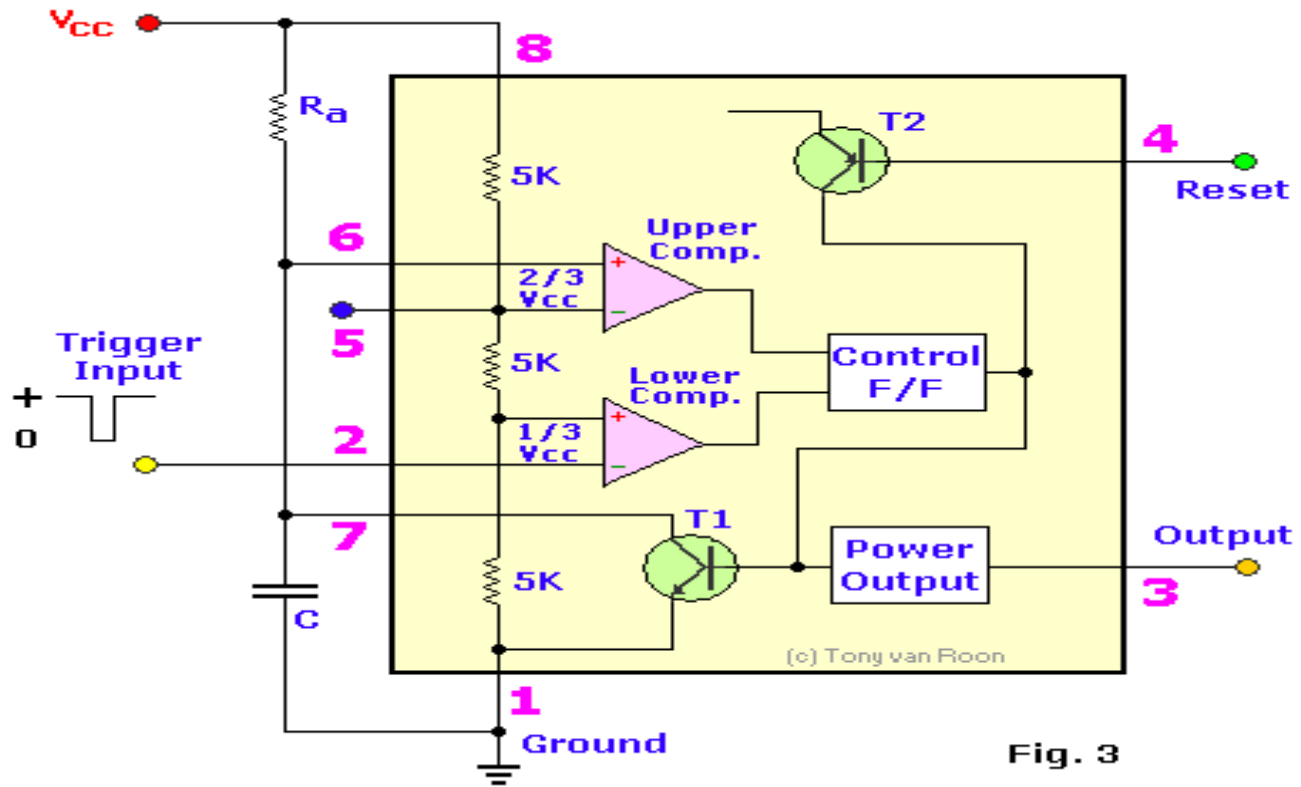 VCC
8
Ra
T2
4
5K
Reset
6
Upper
Comp.
+
2/3
Vcc
−
5
Trigger
Input
5K
Lower
Comp.
Control
F/F
+
0
+
1/3
Vcc
2
−
7
T1
Output
5K
Power
Output
3
C
(c) Tony van Roon
1
Ground
Fig. 3